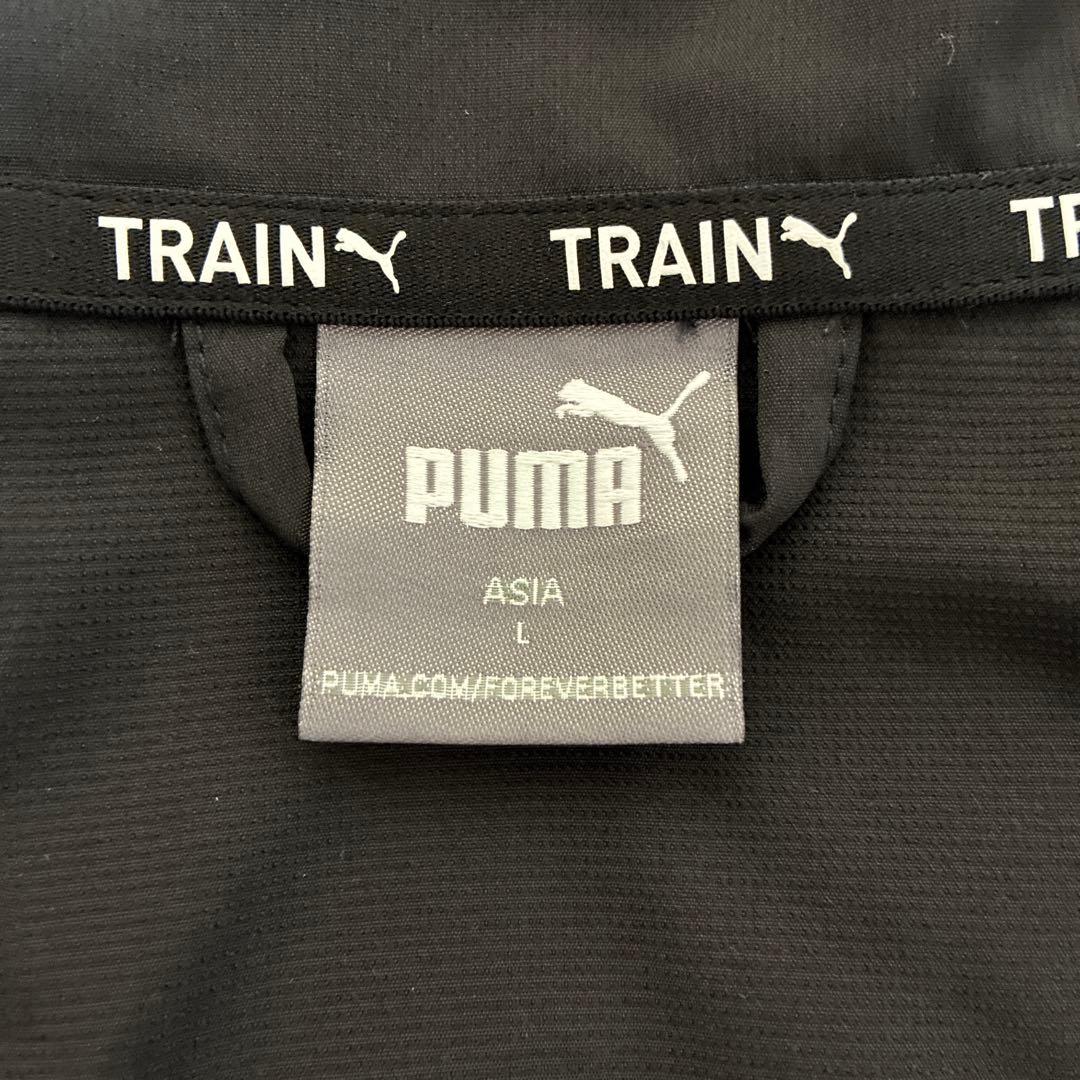 TRAIN TRAIN TR
PUMA
ASIA
L
PUMA.COM/FOREVERBETTER